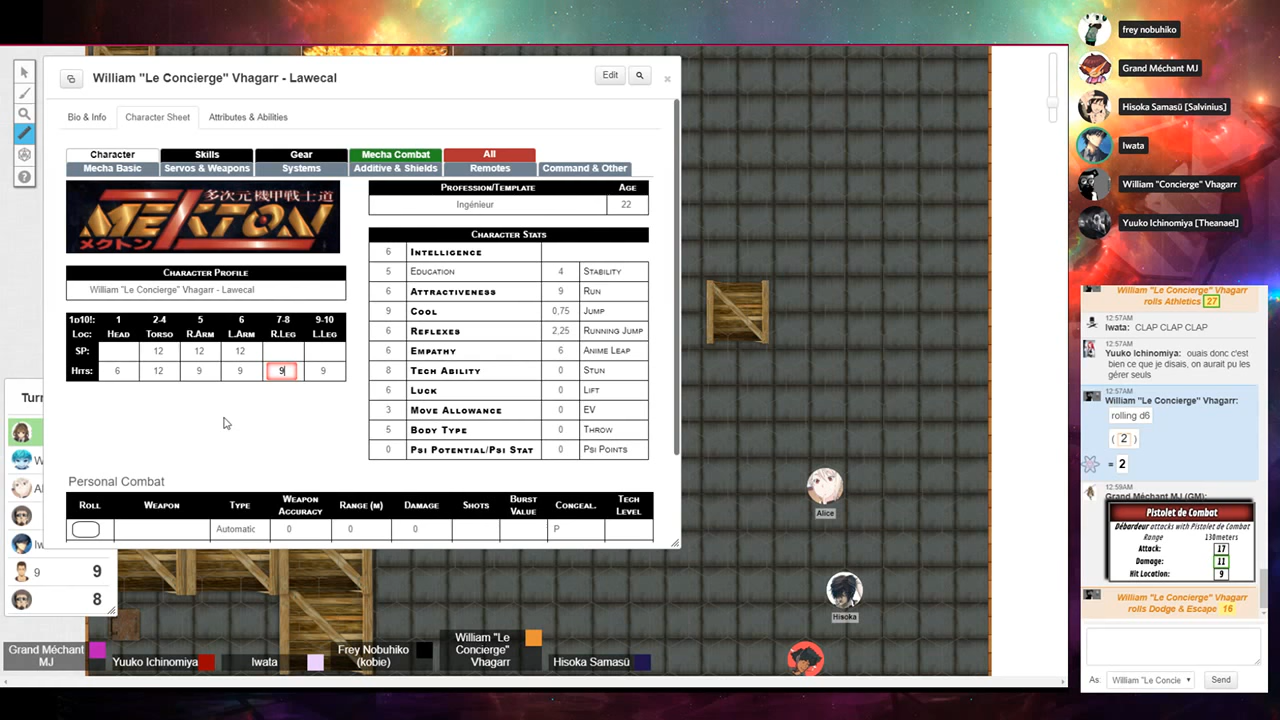 William "Le Concierge" Vhagarr - Lawecal
Edit
Bio & Info
Character Sheet
Attributes & Abilities
Character
Skills
Gear
Mecha Combat
All
Mecha Basic
Servos & Weapons
Systems
Additive & Shields
Remotes
Command & Other
多次元機甲戦士道
MEKTON
メクトン
Profession/Template Age
Ingénieur 22
Character Profile
William "Le Concierge" Vhagarr - Lawecal
1d10!: 1 2-4 5 6 7-8 9-10
Loc: Head Torso R.Arm L.Arm R.Leg L.Leg
SP: 12 12 12
Hits: 6 12 9 9 9 9
Character Stats
6 Intelligence
5 Education 4 Stability
6 Attractiveness 9 Run
9 Cool 0,75 Jump
6 Reflexes 2,25 Running Jump
6 Empathy 6 Anime Leap
8 Tech Ability 0 Stun
6 Luck 0 Lift
3 Move Allowance 0 EV
5 Body Type 0 Throw
0 Psi Potential/Psi Stat 0 Psi Points
Personal Combat
Roll Weapon Type Weapon Accuracy Range (m) Damage Shots Burst Value Conceal. Tech Level
Automatic 0 0 0 P
Turr
W
Al
Iw
9 9
8
Alice
Hisoka
Grand Méchant MJ
Yuuko Ichinomiya
Iwata
Frey Nobuhiko (kobie)
William "Le Concierge" Vhagarr
Hisoka Samasū
frey nobuhiko
Grand Méchant MJ
Hisoka Samasū [Salvinius]
Iwata
William "Concierge" Vhagarr
Yuuko Ichinomiya [Theanael]
William "Le Concierge" Vhagarr
rolls Athletics 27
12:57AM
Iwata: CLAP CLAP CLAP
12:57AM
Yuuko Ichinomiya: ouais donc c'est
bien ce que je disais, on aurait pu les
gérer seuls
12:57AM
William "Le Concierge" Vhagarr:
rolling d6
( 2 )
= 2
12:59AM
Grand Méchant MJ (GM):
Pistolet de Combat
Débardeur attacks with Pistolet de Combat
Range 130meters
Attack: 17
Damage: 11
Hit Location: 9
William "Le Concierge" Vhagarr
rolls Dodge & Escape 16
As: William "Le Concie
Send